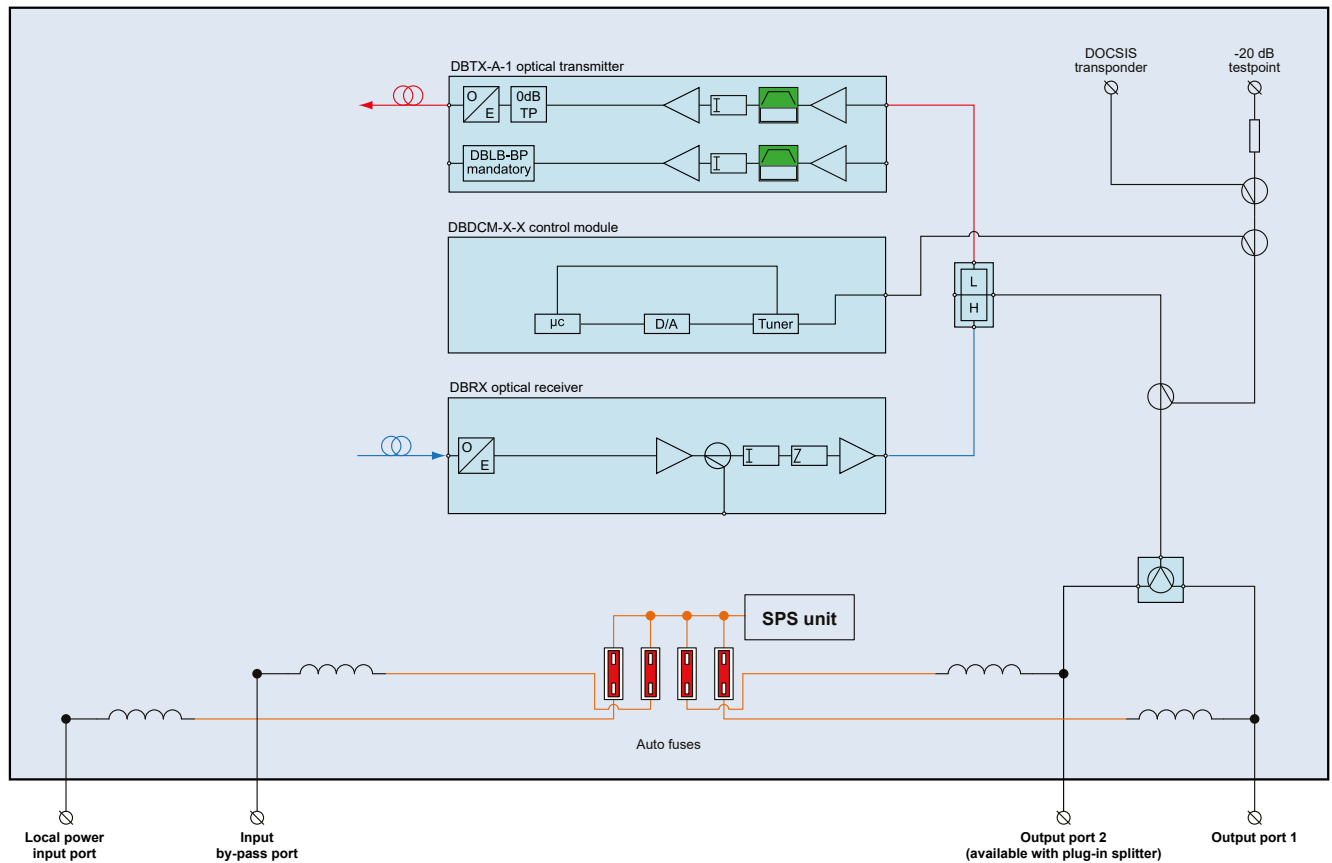 DOCSIS
transponder
-20 dB
testpoint
DBTX-A-1 optical transmitter
O
E
0dB
TP
DBLB-BP
mandatory
DBDCM-X-X control module
L
H
µc
D/A
Tuner
DBRX optical receiver
O
E
SPS unit
Auto fuses
Local power
input port
Input
by-pass port
Output port 2
(available with plug-in splitter)
Output port 1